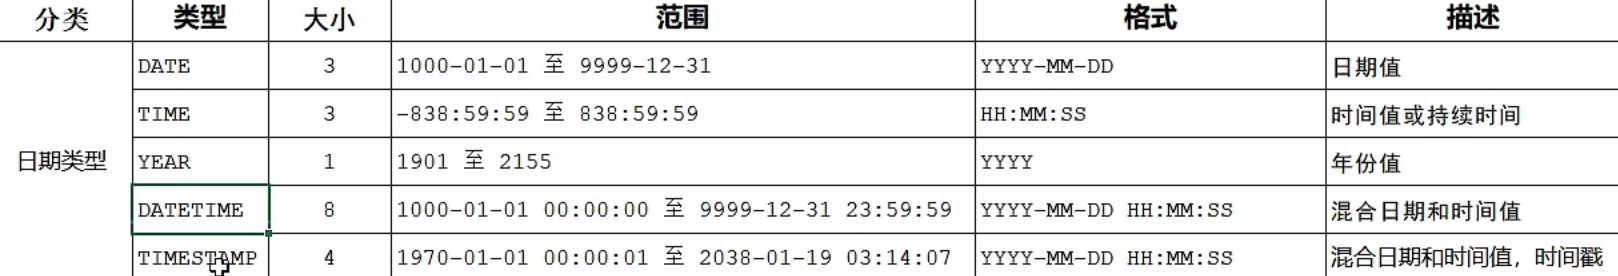 分类 类型 大小 范围 格式 描述
DATE 3 1000-01-01 至 9999-12-31 YYYY-MM-DD 日期值
TIME 3 -838:59:59 至 838:59:59 HH:MM:SS 时间值或持续时间
日期类型 YEAR 1 1901 至 2155 YYYY 年份值
DATETIME 8 1000-01-01 00:00:00 至 9999-12-31 23:59:59 YYYY-MM-DD HH:MM:SS 混合日期和时间值
TIMESTAMP 4 1970-01-01 00:00:01 至 2038-01-19 03:14:07 YYYY-MM-DD HH:MM:SS 混合日期和时间值，时间戳